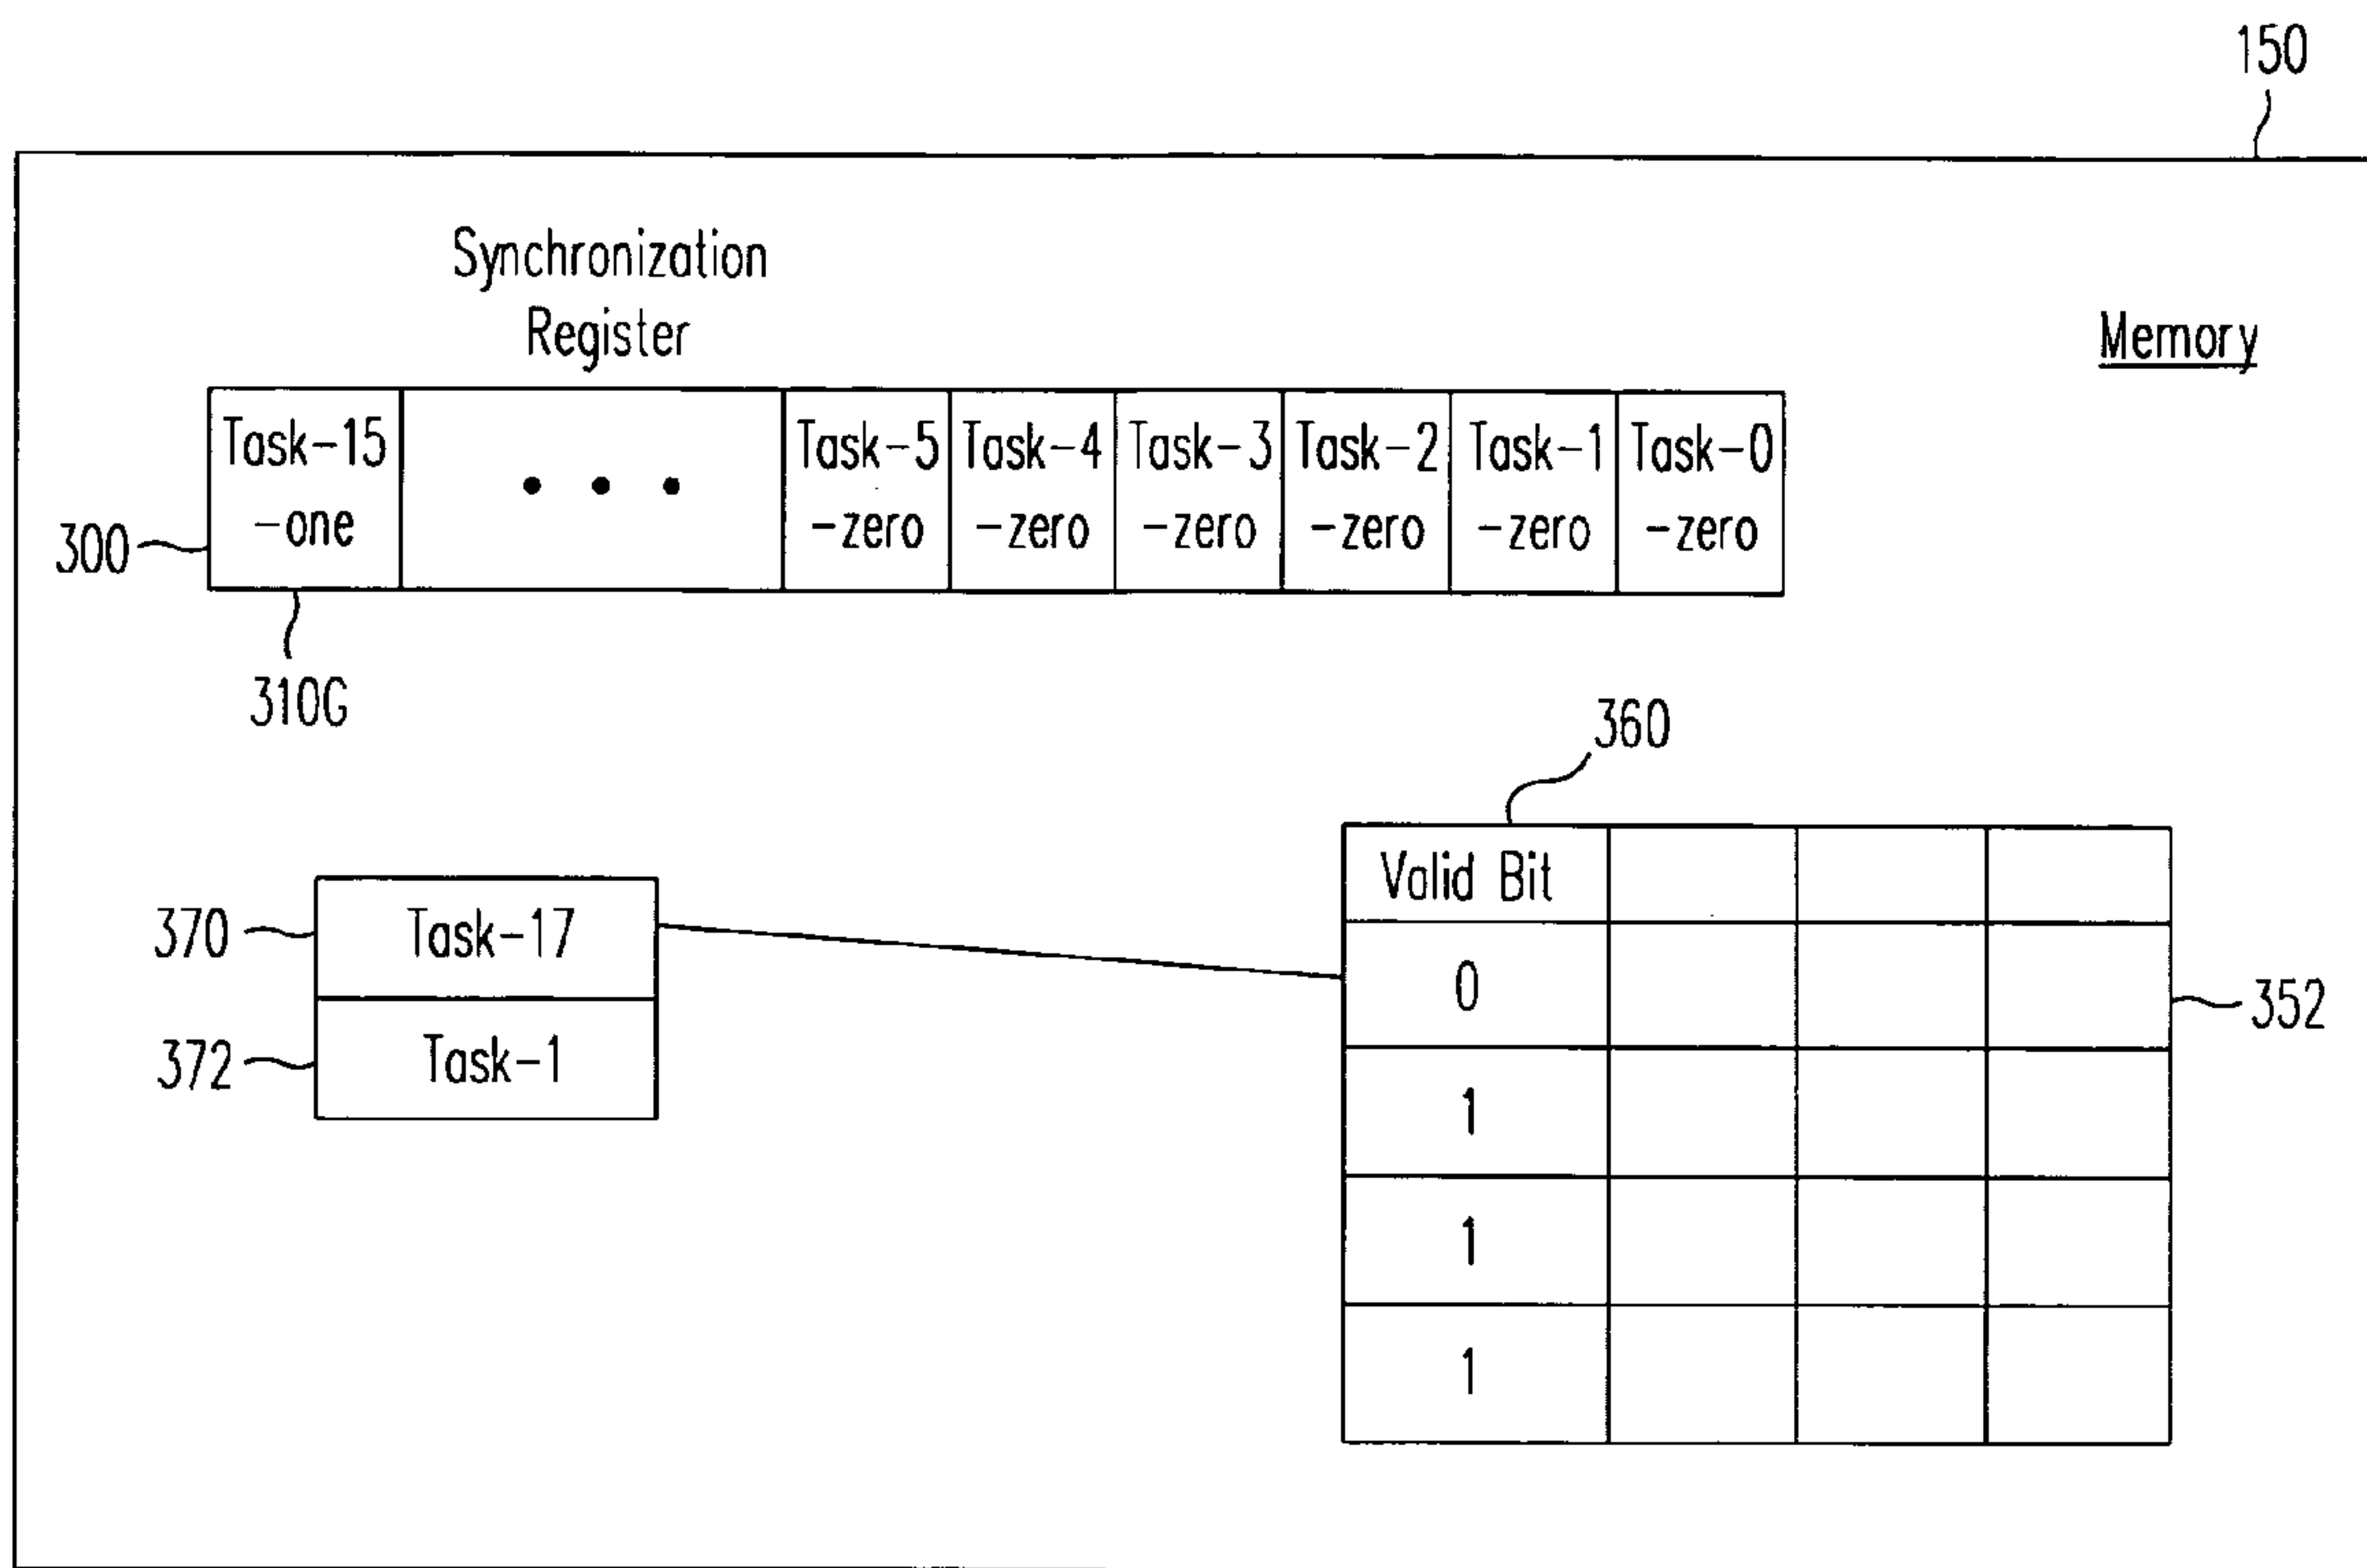 150
Synchronization
Register
Memory
Task-15 Task-5 Task-4 Task-3 Task-2 Task-1 Task-0
-one • • • -zero -zero -zero -zero -zero -zero
300
310G
360
Valid Bit
370 Task-17
0
352
372 Task-1
1
1
1